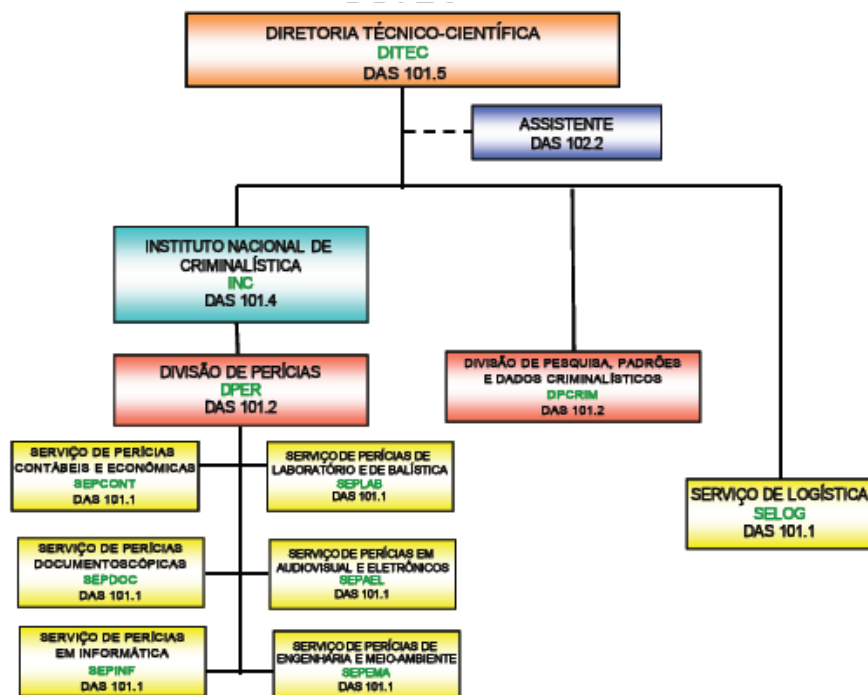 DIRETORIA TÉCNICO-CIENTÍFICA
DITEC
DAS 101.5
ASSISTENTE
DAS 102.2
INSTITUTO NACIONAL DE
CRIMINALÍSTICA
INC
DAS 101.4
DIVISÃO DE PERÍCIAS
DPER
DAS 101.2
DIVISÃO DE PESQUISA, PADRÕES
E DADOS CRIMINALÍSTICOS
DPCRIM
DAS 101.2
SERVIÇO DE PERÍCIAS
CONTÁBEIS E ECONÔMICAS
SEPCONT
DAS 101.1
SERVIÇO DE PERÍCIAS DE
LABORATÓRIO E DE BALÍSTICA
SEPLAB
DAS 101.1
SERVIÇO DE LOGÍSTICA
SELOG
DAS 101.1
SERVIÇO DE PERÍCIAS
DOCUMENTOSCÓPICAS
SEPDOC
DAS 101.1
SERVIÇO DE PERÍCIAS EM
AUDIOVISUAL E ELETRÔNICOS
SEPAEL
DAS 101.1
SERVIÇO DE PERÍCIAS
EM INFORMÁTICA
SEPINF
DAS 101.1
SERVIÇO DE PERÍCIAS DE
ENGENHARIA E MEIO-AMBIENTE
SEPEMA
DAS 101.1